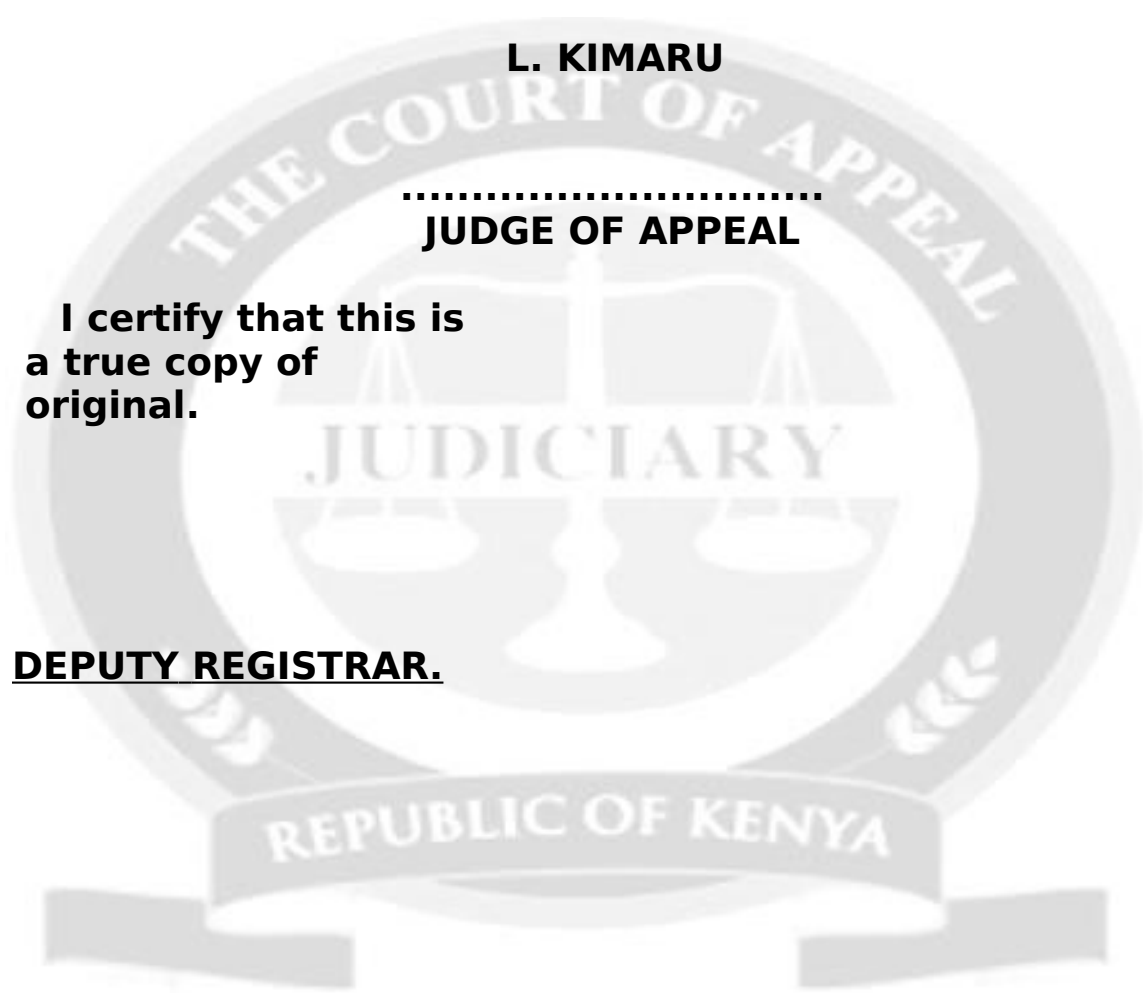 L. KIMARU
THE COURT OF APPEAL
..............................
JUDGE OF APPEAL
I certify that this is
a true copy of
original.
JUDICIARY
DEPUTY REGISTRAR.
REPUBLIC OF KENYA